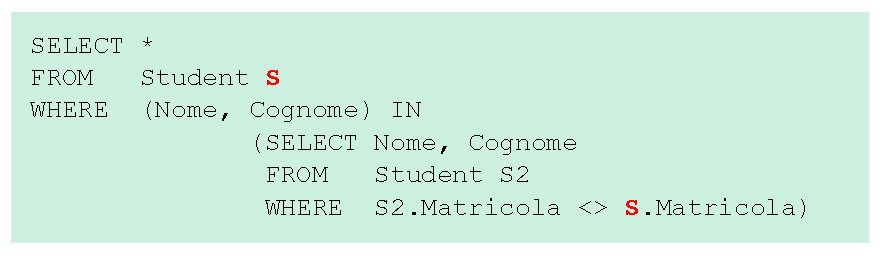 SELECT *
FROM Student S
WHERE (Nome, Cognome) IN
(SELECT Nome, Cognome
FROM Student S2
WHERE S2.Matricola <> S.Matricola)